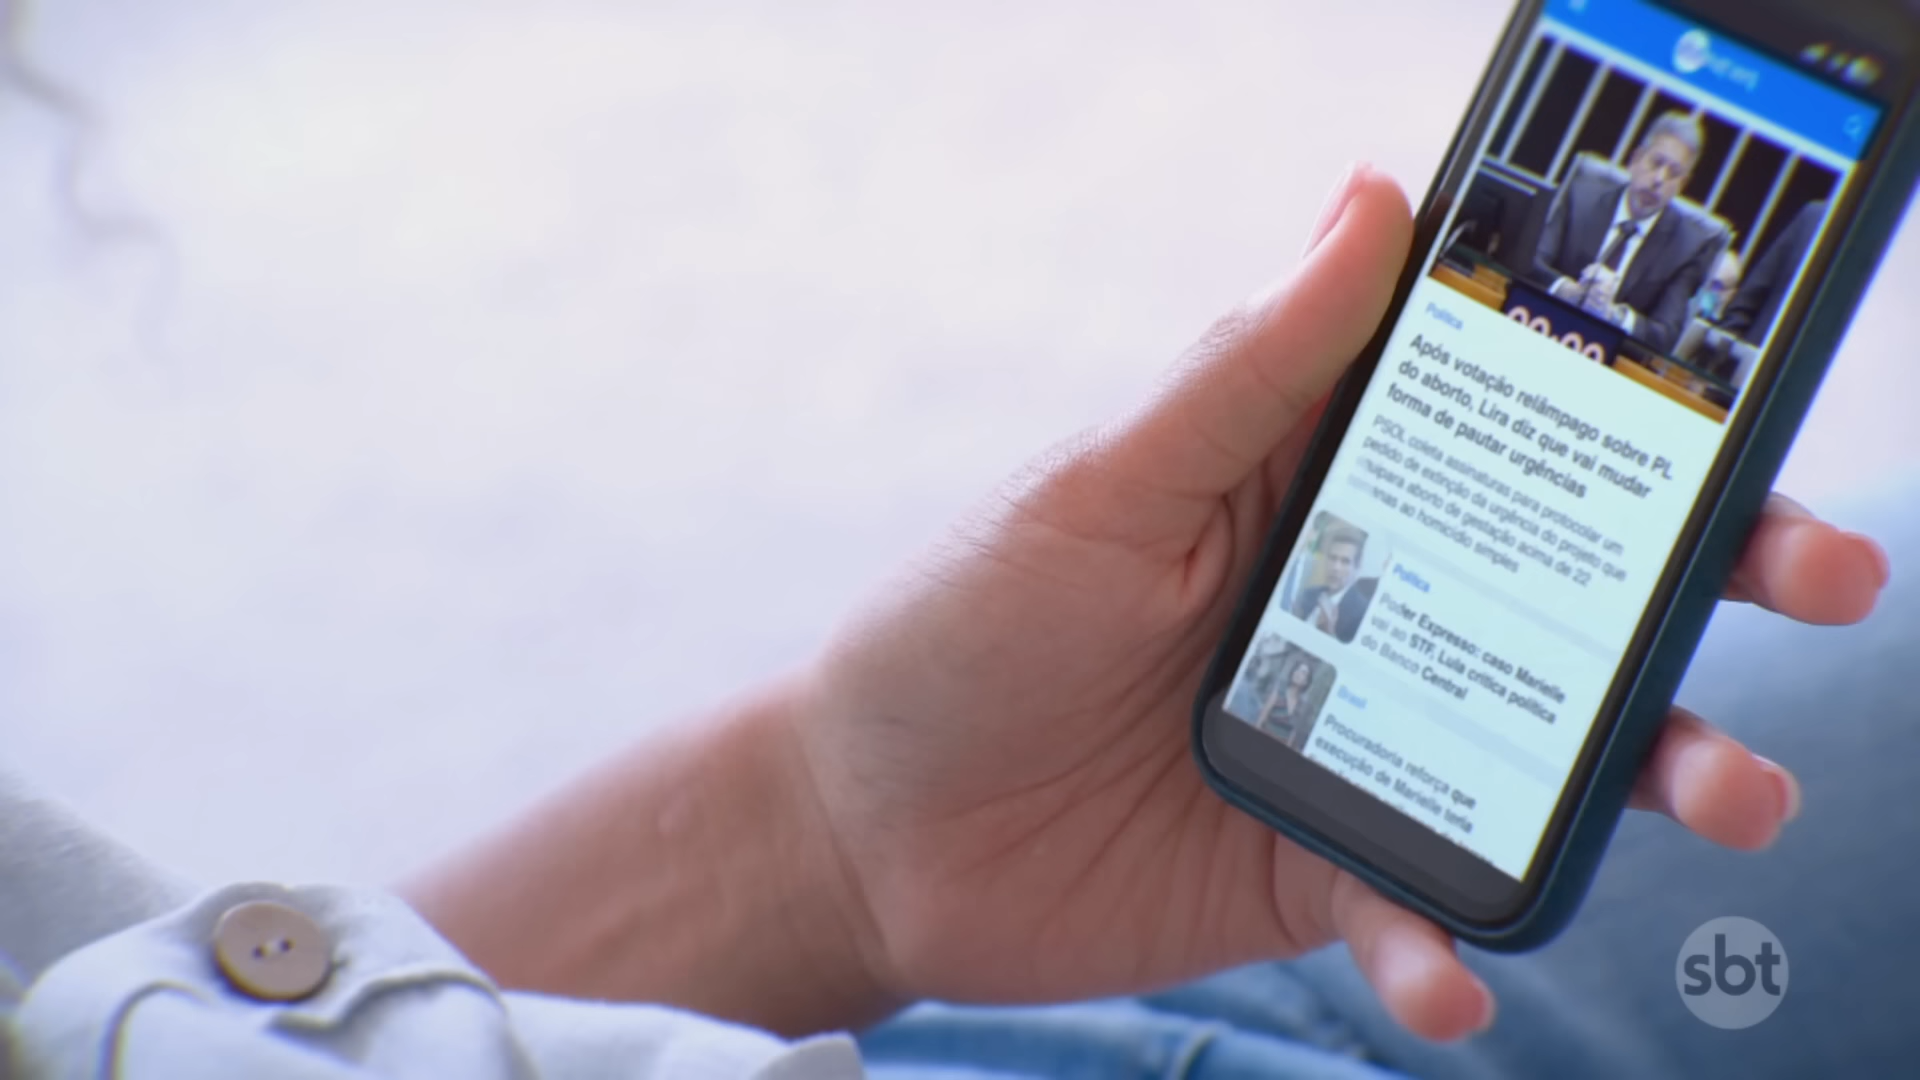 news
00:00
Política
Após votação relâmpago sobre PL
do aborto, Lira diz que vai mudar
forma de pautar urgências
PSOL coleta assinaturas para protocolar um
pedido de extinção da urgência do projeto que
aborto de gestação acima de 22
ao homicídio simples
Política
Poder Expresso: caso Marielle
vai ao STF, Lula critica política
do Banco Central
Brasil
Procuradoria reforça que
execução de Marielle teria
sbt